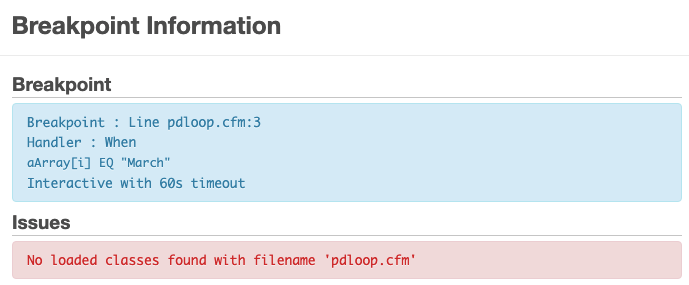 Breakpoint Information
Breakpoint
Breakpoint : Line pdloop.cfm:3
Handler : When
aArray[i] EQ "March"
Interactive with 60s timeout
Issues
No loaded classes found with filename 'pdloop.cfm'